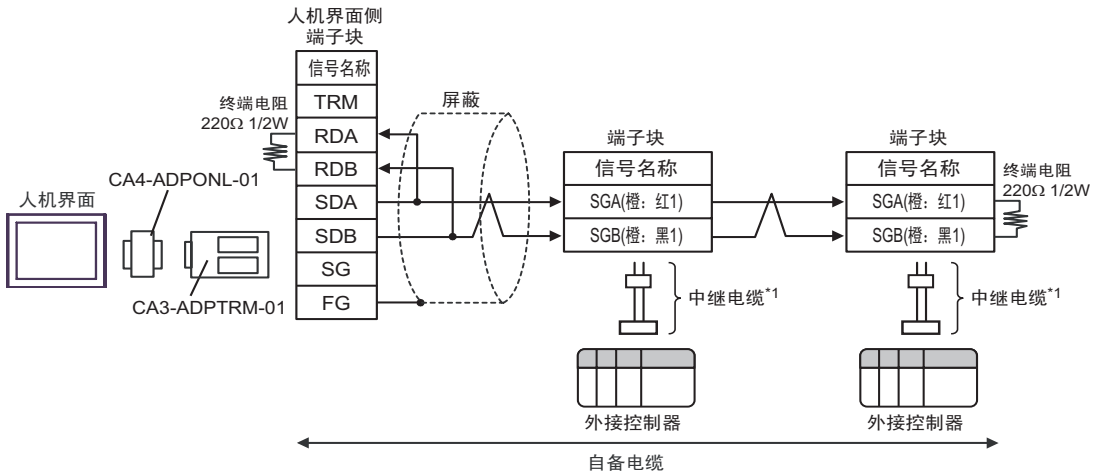 人机界面侧
端子块
信号名称
TRM
RDA
RDB
SDA
SDB
SG
FG
终端电阻
220Ω 1/2W
屏蔽
CA4-ADPONL-01
人机界面
CA3-ADPTRM-01
端子块
信号名称
SGA(橙：红1)
SGB(橙：黑1)
端子块
信号名称
SGA(橙：红1)
SGB(橙：黑1)
终端电阻
220Ω 1/2W
中继电缆*1
中继电缆*1
外接控制器
外接控制器
自备电缆